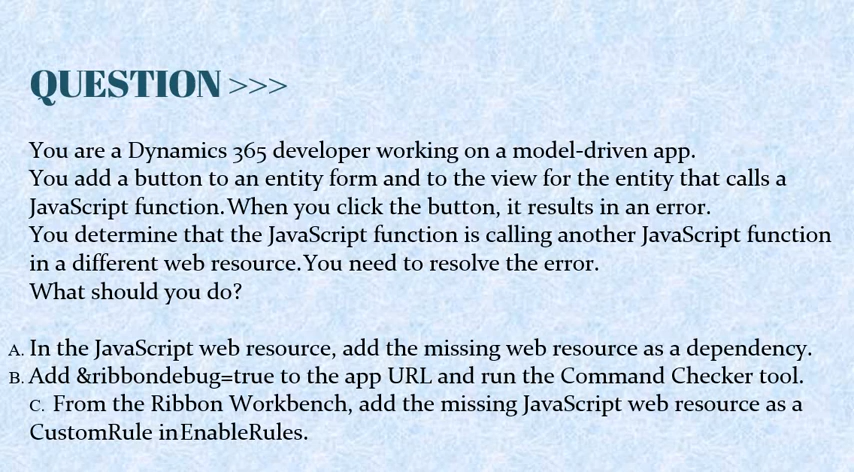 QUESTION >>>
You are a Dynamics 365 developer working on a model-driven app.
You add a button to an entity form and to the view for the entity that calls a
JavaScript function. When you click the button, it results in an error.
You determine that the JavaScript function is calling another JavaScript function
in a different web resource. You need to resolve the error.
What should you do?
A. In the JavaScript web resource, add the missing web resource as a dependency.
B. Add &ribbondebug=true to the app URL and run the Command Checker tool.
C. From the Ribbon Workbench, add the missing JavaScript web resource as a
CustomRule in EnableRules.